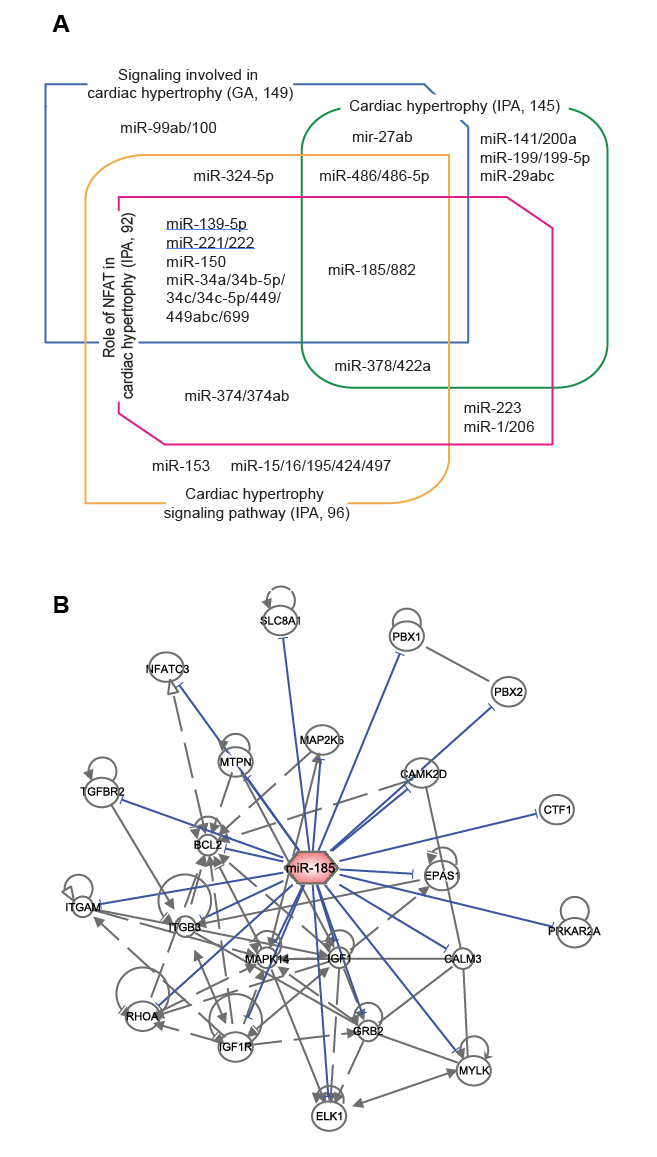 A
Signaling involved in
cardiac hypertrophy (GA, 149)
Cardiac hypertrophy (IPA, 145)
miR-99ab/100
mir-27ab
miR-141/200a
miR-199/199-5p
miR-29abc
miR-324-5p
miR-486/486-5p
Role of NFAT in
cardiac hypertrophy (IPA, 92)
miR-139-5p
miR-221/222
miR-150
miR-34a/34b-5p/
34c/34c-5p/449/
449abc/699
miR-185/882
miR-378/422a
miR-374/374ab
miR-223
miR-1/206
miR-153
miR-15/16/195/424/497
Cardiac hypertrophy
signaling pathway (IPA, 96)
B
SLC8A1
PBX1
NFATC3
PBX2
MAP2K6
MTPN
CAMK2D
TGFBR2
CTF1
BCL2
miR-185
EPAS1
ITGAM
ITGB3
PRKAR2A
MAPK14
IGF1
CALM3
RHOA
GRB2
IGF1R
MYLK
ELK1